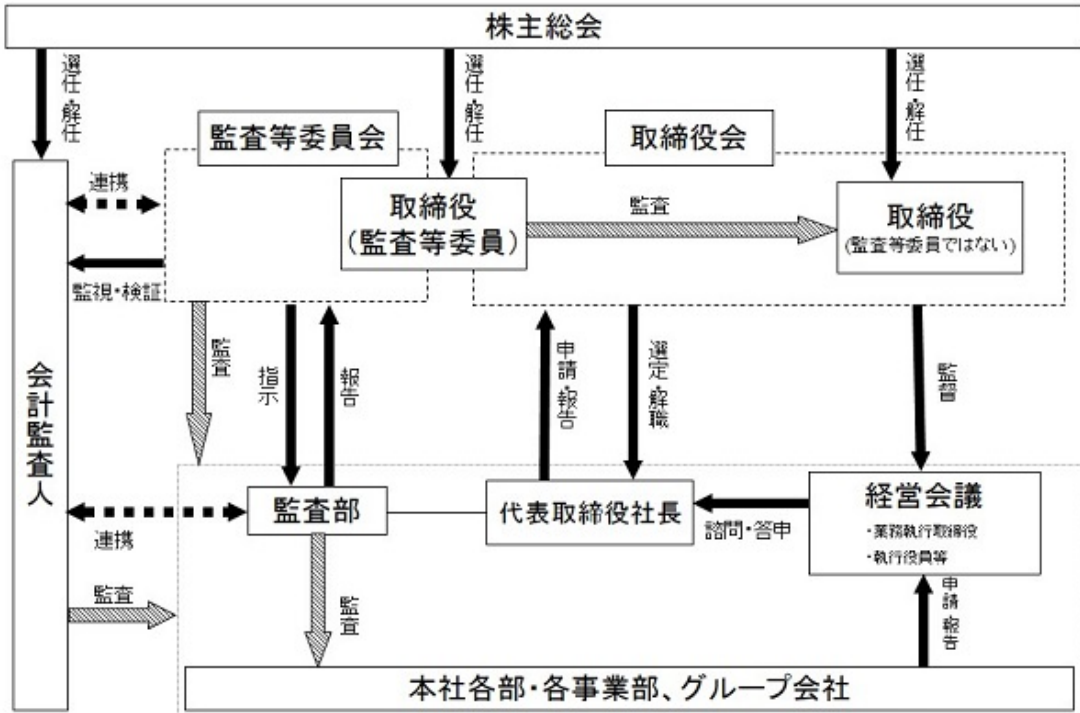 株主総会
選任・解任
選任・解任
選任・解任
監査等委員会
取締役会
連携
取締役
(監査等委員)
監査
取締役
(監査等委員ではない)
監視・検証
監査
指示
報告
申請・報告
選定・解職
監督
会計監査人
監査部
代表取締役社長
経営会議
・業務執行取締役
・執行役員等
諮問・答申
連携
監査
監査
申請・報告
本社各部・各事業部、グループ会社